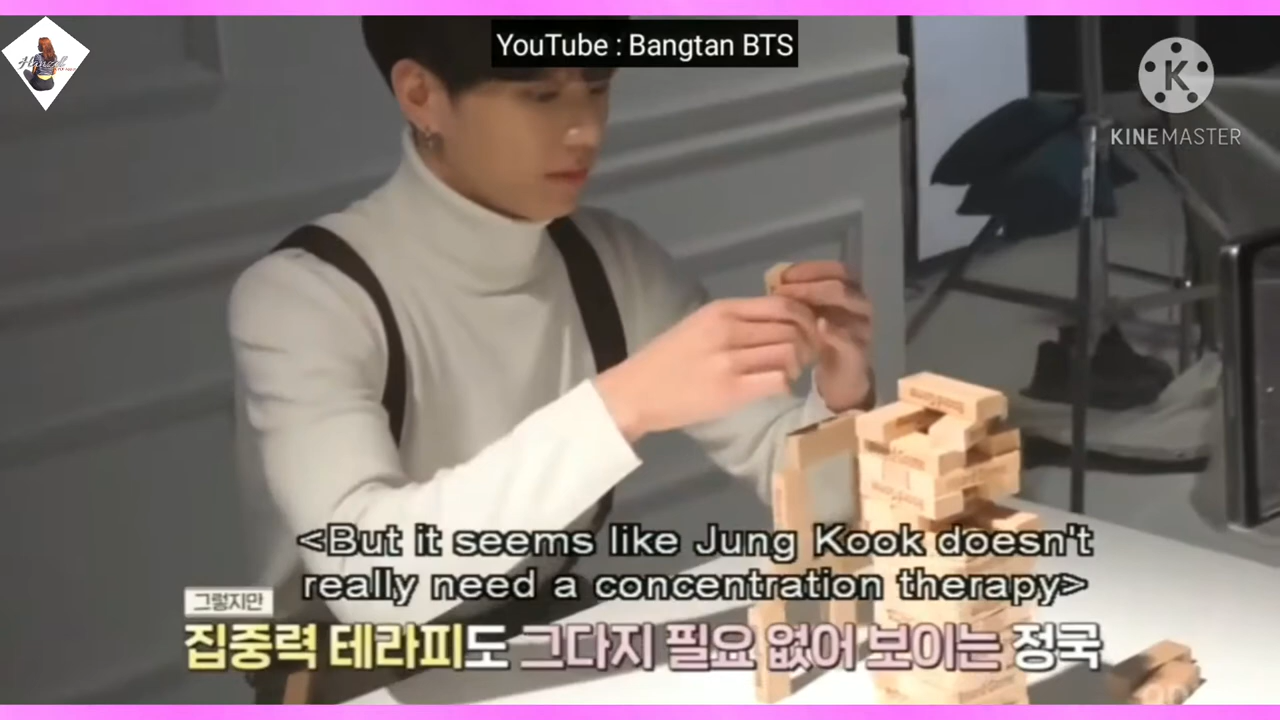 YouTube : Bangtan BTS
K
KINEMASTER
<But it seems like Jung Kook doesn't
really need a concentration therapy>
그렇지만
집중력 테라피도 그다지 필요 없어 보이는 정국